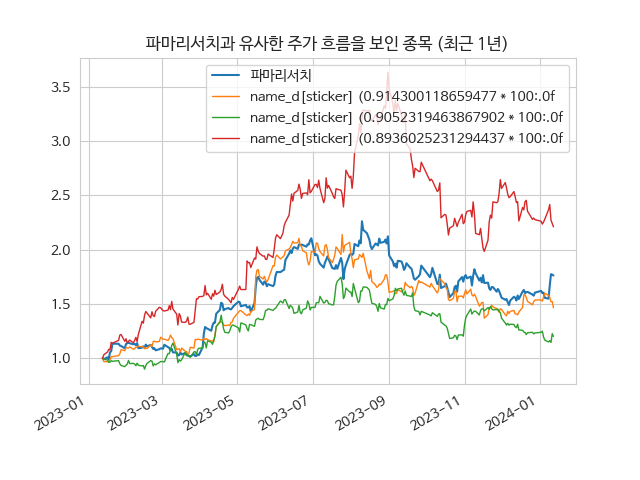 파마리서치과 유사한 주가 흐름을 보인 종목 (최근 1년)
파마리서치
name_d[sticker] (0.914300118659477 * 100:.0f
name_d[sticker] (0.9052319463867902 * 100:.0f
name_d[sticker] (0.8936025231294437 * 100:.0f
3.5
3.0
2.5
2.0
1.5
1.0
2023-01
2023-03
2023-05
2023-07
2023-09
2023-11
2024-01